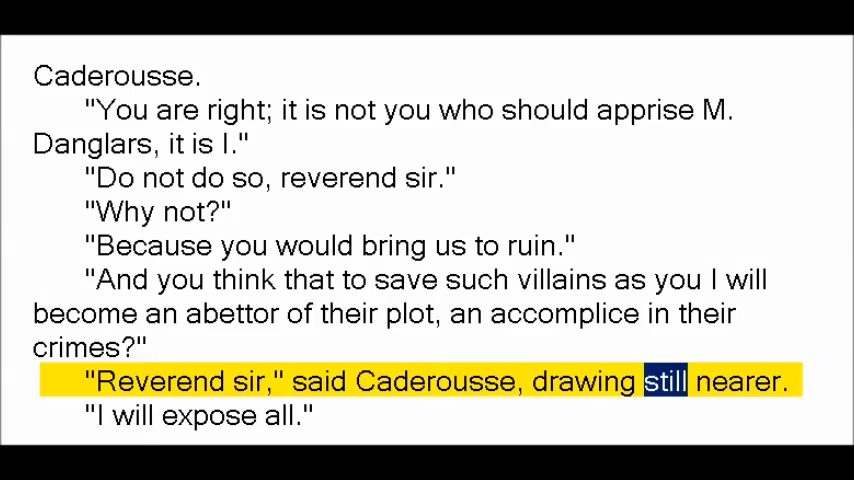 Caderousse.
"You are right; it is not you who should apprise M.
Danglars, it is I."
"Do not do so, reverend sir."
"Why not?"
"Because you would bring us to ruin."
"And you think that to save such villains as you I will
become an abettor of their plot, an accomplice in their
crimes?"
"Reverend sir," said Caderousse, drawing still nearer.
"I will expose all."